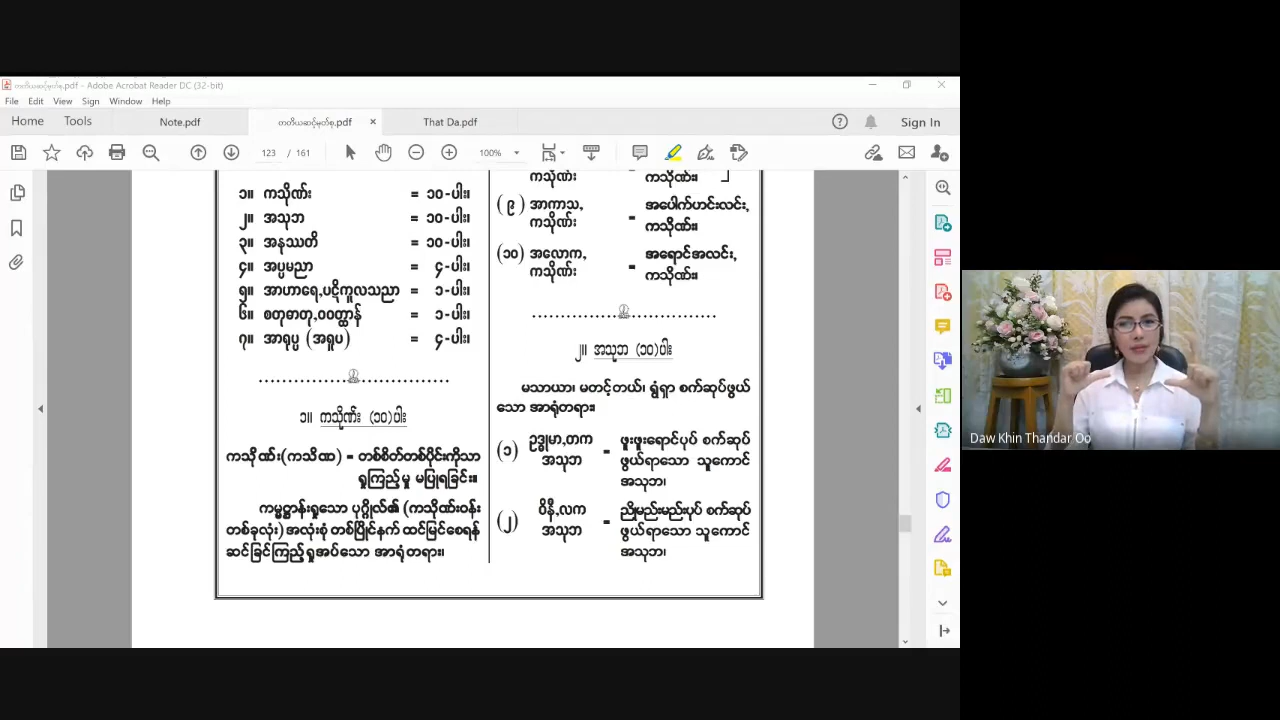 တတိယဆင့်မှတ်စု.pdf - Adobe Acrobat Reader DC (32-bit)
File Edit View Sign Window Help
Home Tools Note.pdf တတိယဆင့်မှတ်စု.pdf × That Da.pdf Sign In
123 / 161 100%
၁။ ကသိုဏ်း = ၁၀-ပါး၊
၂။ အသုဘ = ၁၀-ပါး၊
၃။ အနုဿတိ = ၁၀-ပါး၊
၄။ အပ္ပမညာ = ၄-ပါး၊
၅။ အာဟာရေ,ပဋိကူလသညာ = ၁-ပါး၊
၆။ စတုဓာတု,ဝဝတ္ထာန် = ၁-ပါး၊
၇။ အာရုပ္ပ (အရူပ) = ၄-ပါး၊
၁။ ကသိုဏ်း (၁၀)ပါး
ကသိုဏ်း(ကသိဏ) = တစ်စိတ်တစ်ပိုင်းကိုသာ
ရှုကြည့်မှု မပြုရခြင်း။
ကမ္မဋ္ဌာန်းရှုသော ပုဂ္ဂိုလ်၏ (ကသိုဏ်းဝန်း
တစ်ခုလုံး) အလုံးစုံ တစ်ပြိုင်နက် ထင်မြင်စေရန်
ဆင်ခြင်ကြည့်ရှုအပ်သော အာရုံတရား၊
ကသိုဏ်း ကသိုဏ်း၊
(၉) အာကာသ, = အပေါက်ဟင်းလင်း,
ကသိုဏ်း ကသိုဏ်း၊
(၁၀) အလောက, = အရောင်အလင်း,
ကသိုဏ်း ကသိုဏ်း၊
၂။ အသုဘ (၁၀)ပါး
မသာယာ၊ မတင့်တယ်၊ ရွံရှာ စက်ဆုပ်ဖွယ်
သော အာရုံတရား၊
(၁) ဥဒ္ဓုမာ,တက = ဖူးဖူးရောင်ပုပ် စက်ဆုပ်
အသုဘ ဖွယ်ရာသော သူကောင်
အသုဘ၊
(၂) ဝိနီ,လက = ညိုမည်းမည်းပုပ် စက်ဆုပ်
အသုဘ ဖွယ်ရာသော သူကောင်
အသုဘ၊
Daw Khin Thandar Oo